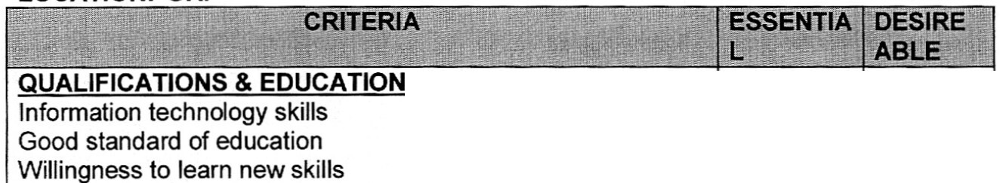 CRITERIA ESSENTIA DESIRE
L ABLE
QUALIFICATIONS & EDUCATION
Information technology skills
Good standard of education
Willingness to learn new skills